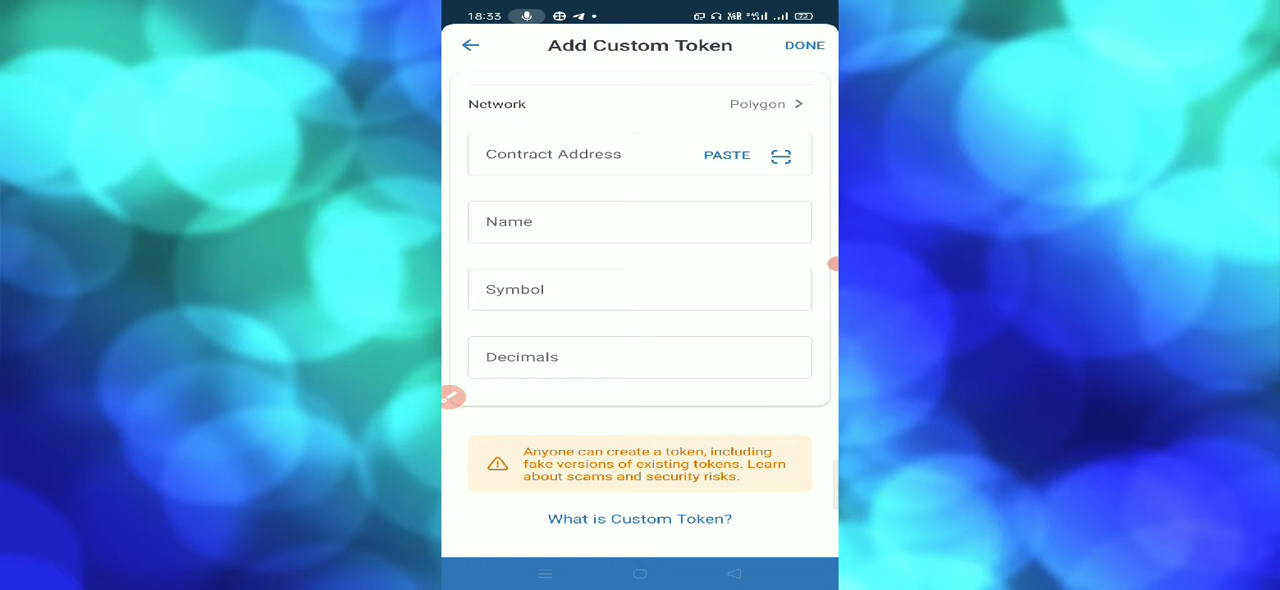 18:33
Add Custom Token DONE
Network Polygon
Contract Address PASTE
Name
Symbol
Decimals
Anyone can create a token, including
fake versions of existing tokens. Learn
about scams and security risks.
What is Custom Token?